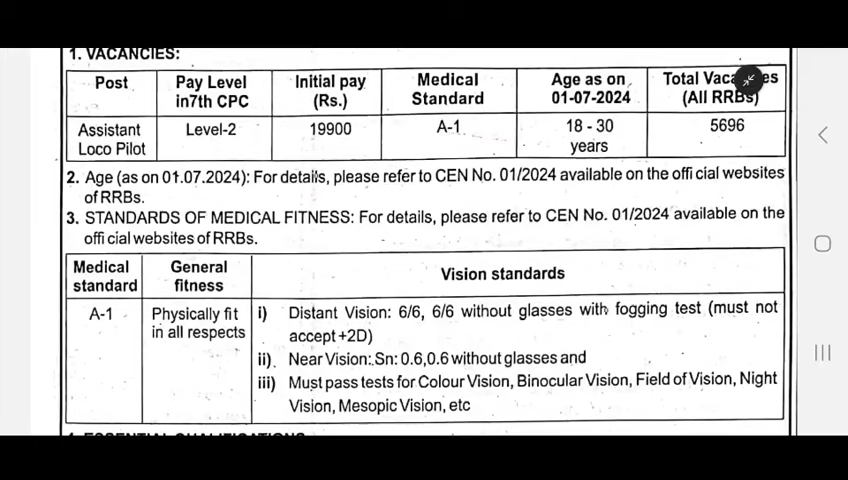 1. VACANCIES:
Post Pay Level in7th CPC Initial pay (Rs.) Medical Standard Age as on 01-07-2024 Total (All RRBs)
Assistant Loco Pilot Level-2 19900 A-1 18 - 30 years 5696
2. Age (as on 01.07.2024): For details, please refer to CEN No. 01/2024 available on the offi cial websites
of RRBs.
3. STANDARDS OF MEDICAL FITNESS: For details, please refer to CEN No. 01/2024 available on the
offi cial websites of RRBs.
Medical standard General fitness Vision standards
A-1 Physically fit in all respects
i) Distant Vision: 6/6, 6/6 without glasses with fogging test (must not
accept +2D)
ii). Near Vision:.Sn: 0.6,0.6 without glasses and
iii) Must pass tests for Colour Vision, Binocular Vision, Field of Vision, Night
Vision, Mesopic Vision, etc